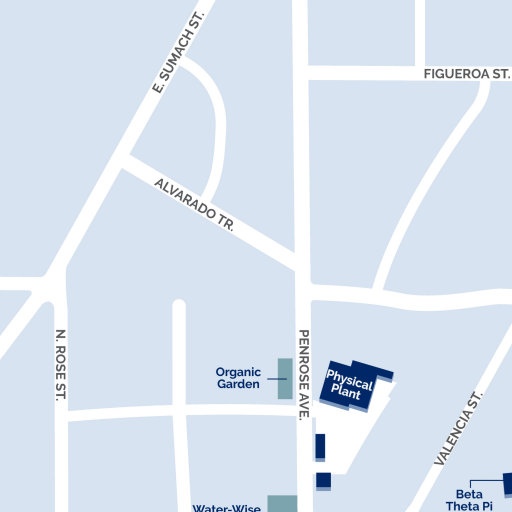 E. SUMACH ST.
FIGUEROA ST.
ALVARADO TR.
N. ROSE ST.
PENROSE AVE.
Organic
Garden
Physical
Plant
VALENCIA ST.
Beta
Theta Pi
Water-Wise